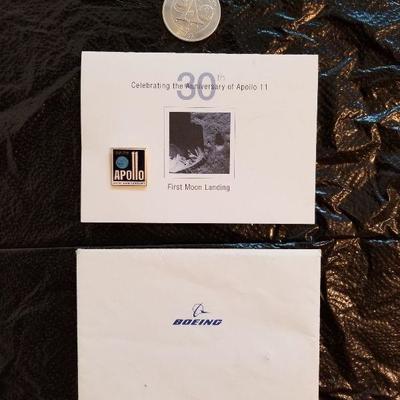 30th
Celebrating the Anniversary of Apollo 11
APOLLO
First Moon Landing
BOEING